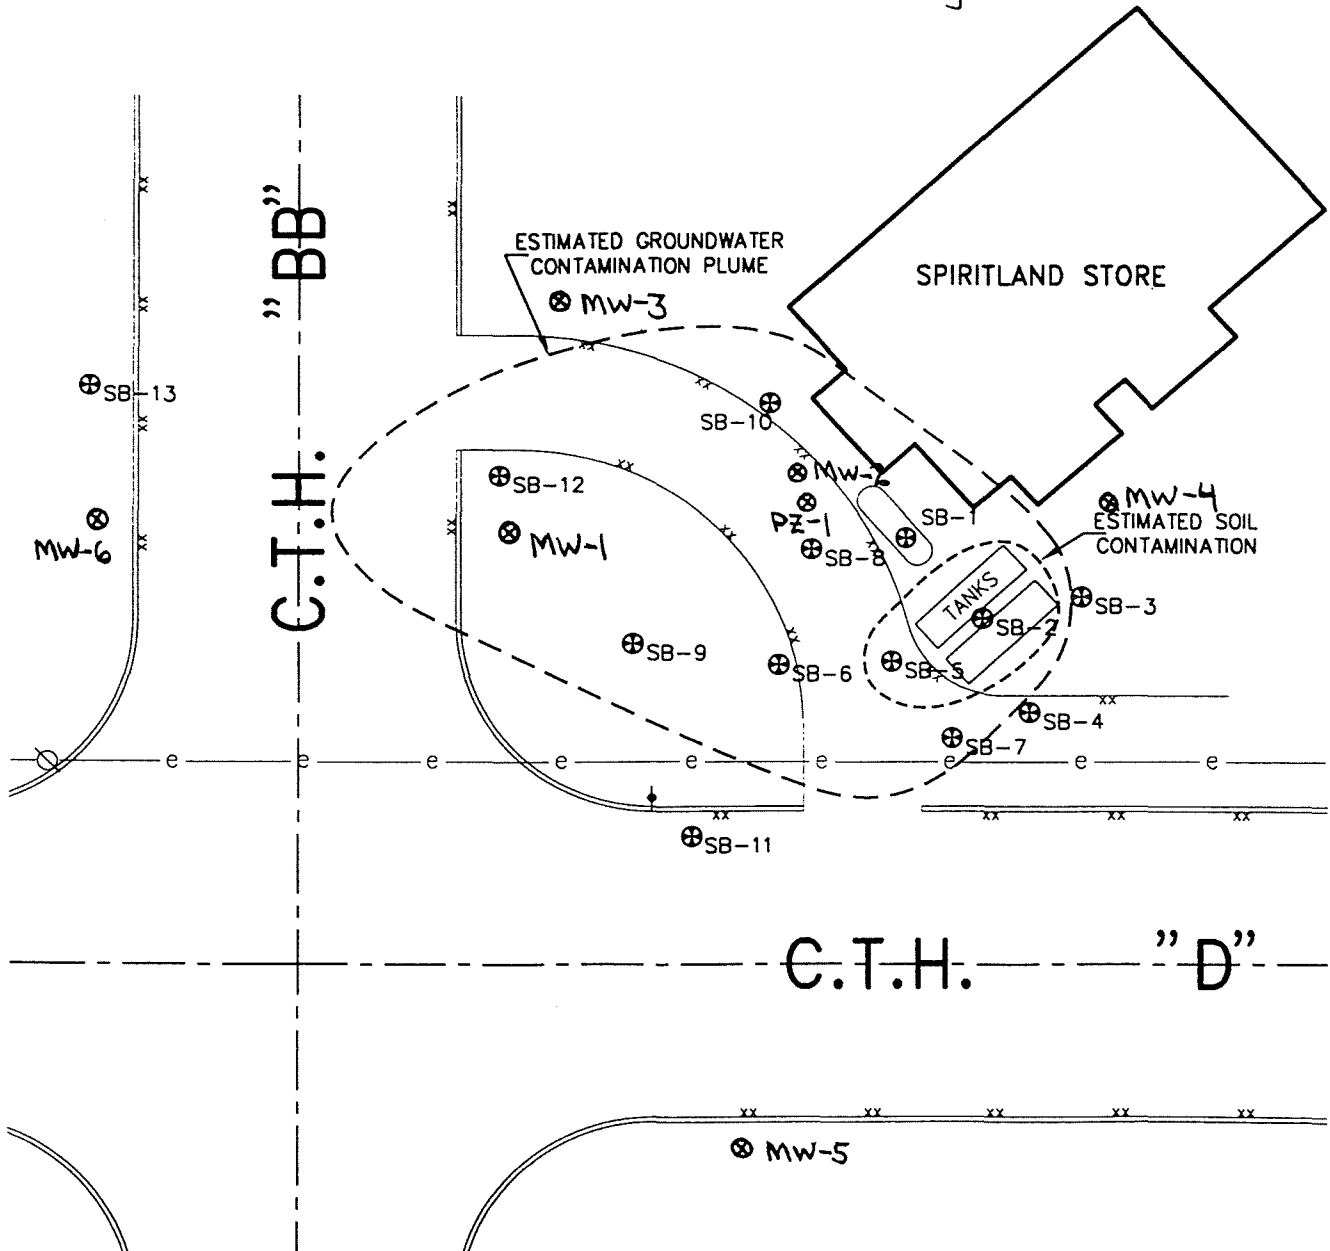 ESTIMATED GROUNDWATER
CONTAMINATION PLUME
SPIRITLAND STORE
"BB"
C.T.H.
MW-3
SB-13
SB-10
MW-2
SB-12
MW-4
PZ-1
SB-1
ESTIMATED SOIL
CONTAMINATION
MW-6
MW-1
SB-8
TANKS
SB-3
SB-2
SB-9
SB-6
SB-5
SB-4
SB-7
e e e e e e e e e
SB-11
C.T.H. "D"
MW-5